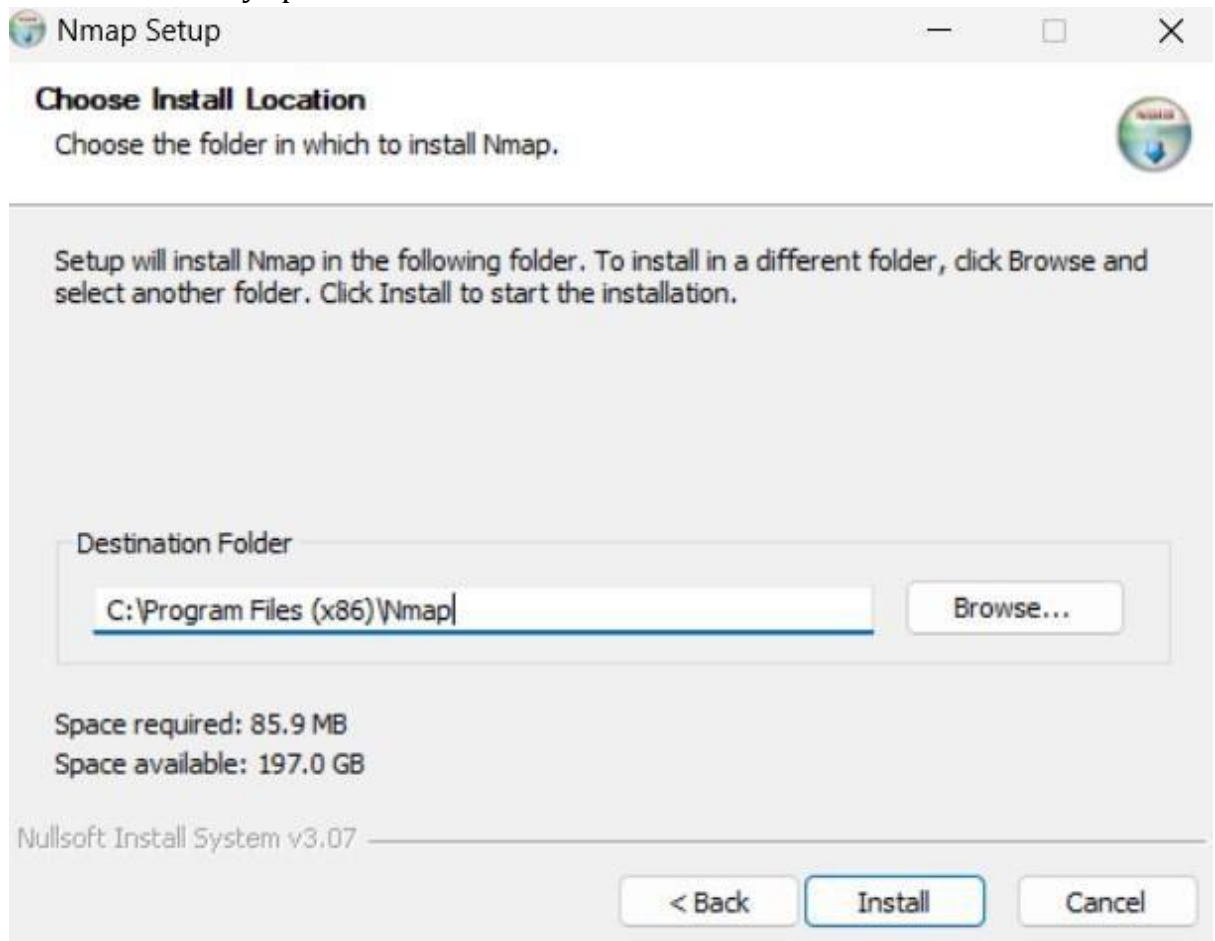 Nmap Setup
Choose Install Location
Choose the folder in which to install Nmap.
Setup will install Nmap in the following folder. To install in a different folder, click Browse and
select another folder. Click Install to start the installation.
Destination Folder
C:\Program Files (x86)\Nmap
Browse...
Space required: 85.9 MB
Space available: 197.0 GB
Nullsoft Install System v3.07
< Back
Install
Cancel